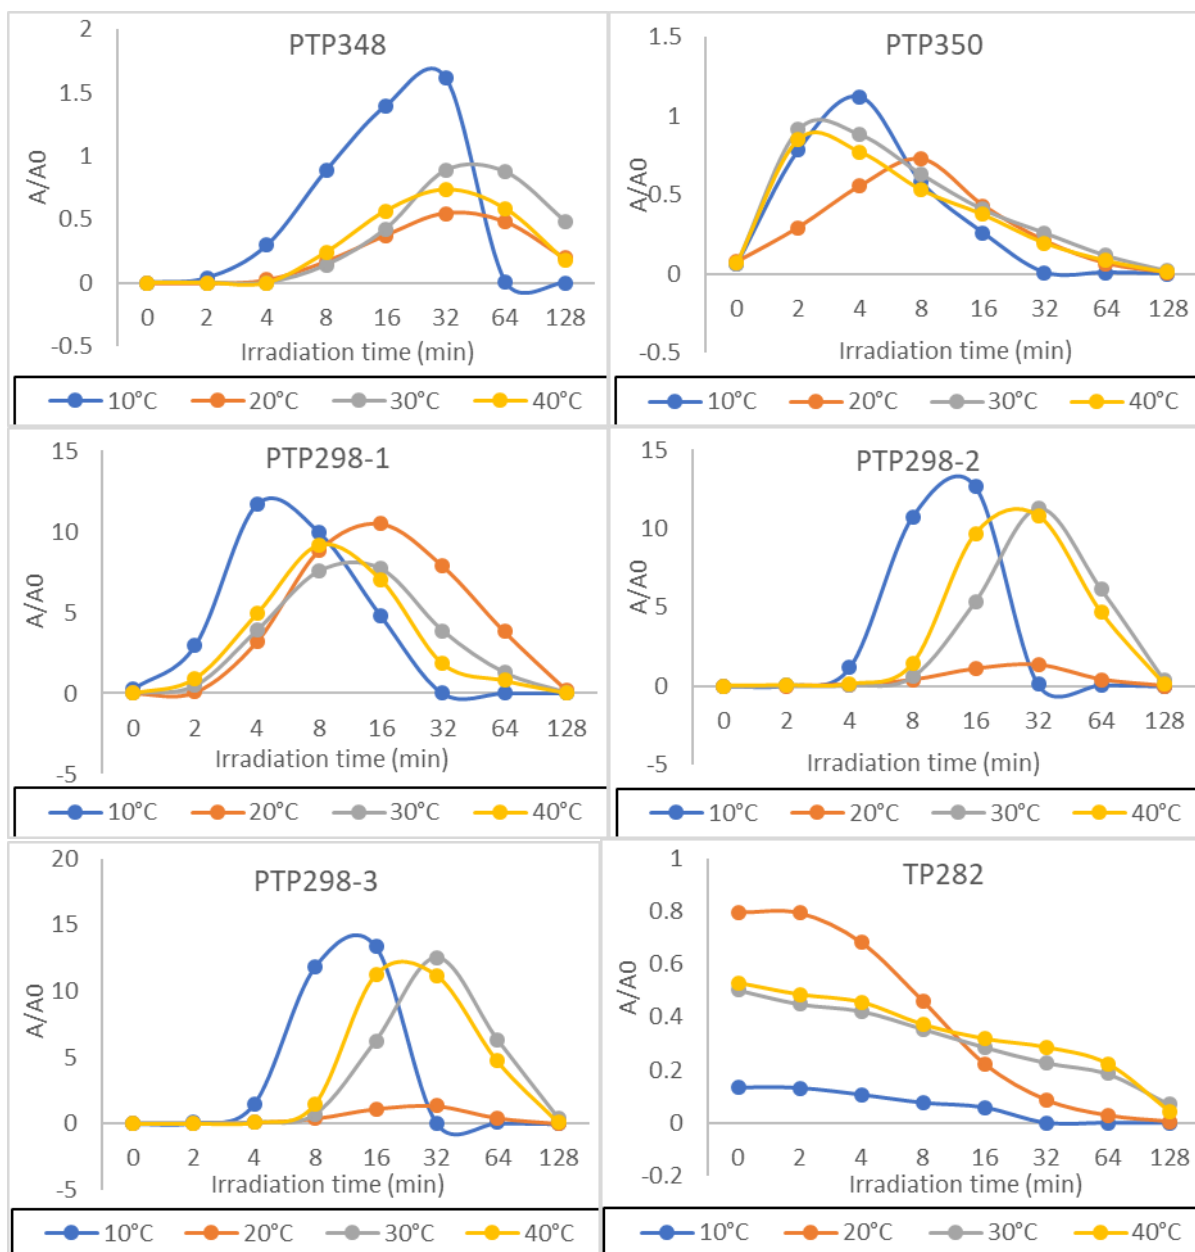 PTP348
2
1.5
1
0.5
0
-0.5
A/A0
0 2 4 8 16 32 64 128
Irradiation time (min)
10°C 20°C 30°C 40°C
PTP350
1.5
1
0.5
0
-0.5
A/A0
0 2 4 8 16 32 64 128
Irradiation time (min)
10°C 20°C 30°C 40°C
PTP298-1
15
10
5
0
-5
A/A0
0 2 4 8 16 32 64 128
Irradiation time (min)
10°C 20°C 30°C 40°C
PTP298-2
15
10
5
0
-5
A/A0
0 2 4 8 16 32 64 128
Irradiation time (min)
10°C 20°C 30°C 40°C
PTP298-3
20
15
10
5
0
-5
A/A0
0 2 4 8 16 32 64 128
Irradiation time (min)
10°C 20°C 30°C 40°C
TP282
1
0.8
0.6
0.4
0.2
0
-0.2
A/A0
0 2 4 8 16 32 64 128
Irradiation time (min)
10°C 20°C 30°C 40°C